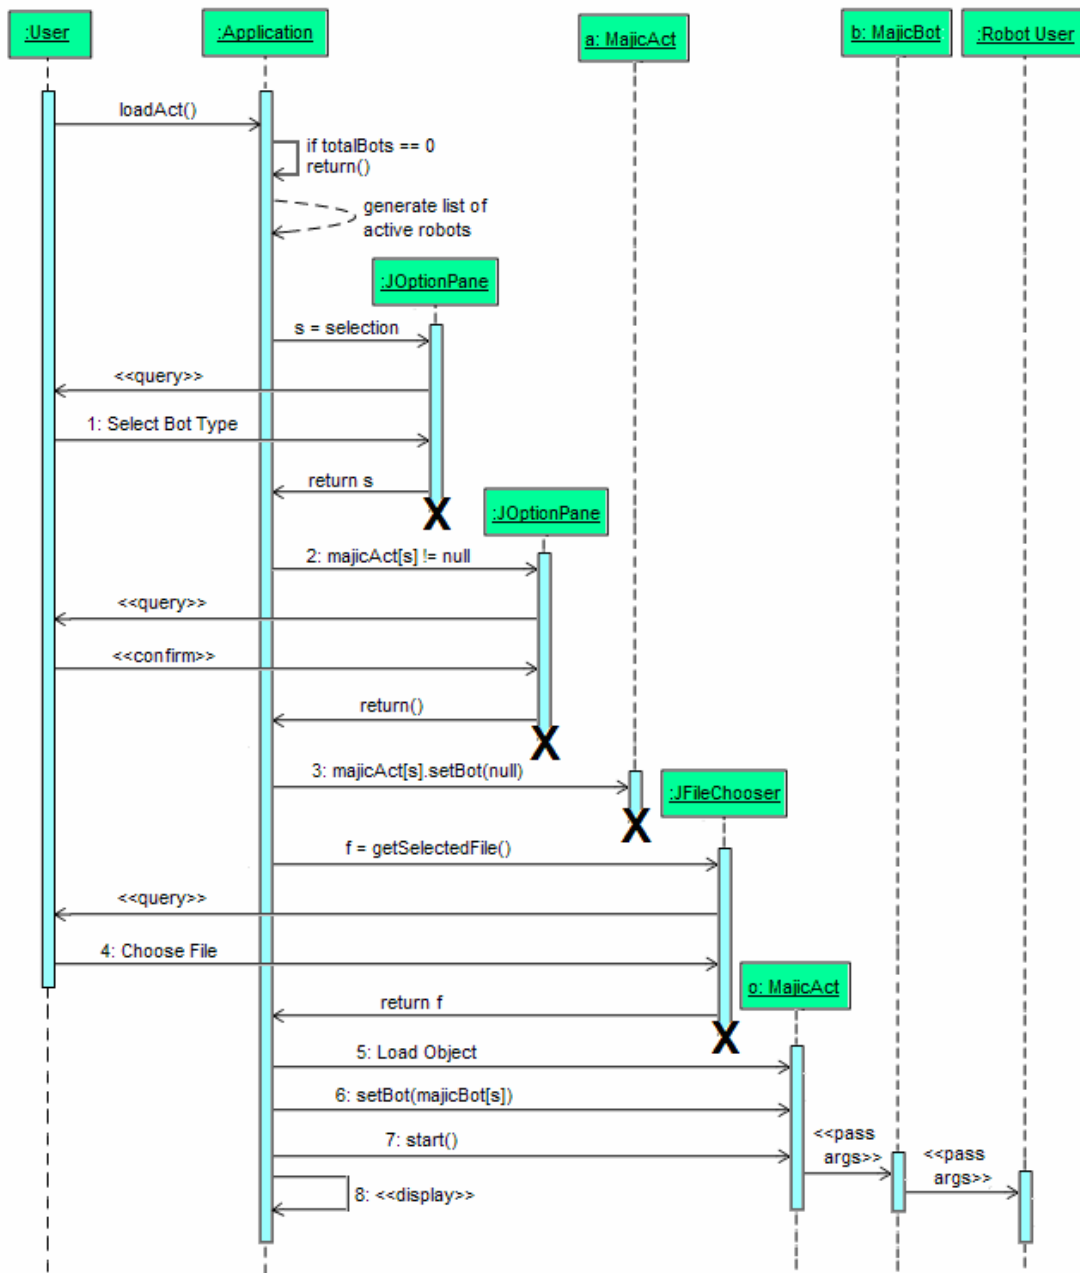 :User
:Application
a: MajicAct
b: MajicBot
:Robot User
loadAct()
if totalBots == 0
return()
generate list of
active robots
:JOptionPane
s = selection
<<query>>
1: Select Bot Type
return s
X
:JOptionPane
2: majicAct[s] != null
<<query>>
<<confirm>>
return()
X
3: majicAct[s].setBot(null)
:JFileChooser
X
f = getSelectedFile()
<<query>>
4: Choose File
o: MajicAct
return f
X
5: Load Object
6: setBot(majicBot[s])
7: start()
<<pass
args>>
<<pass
args>>
8: <<display>>